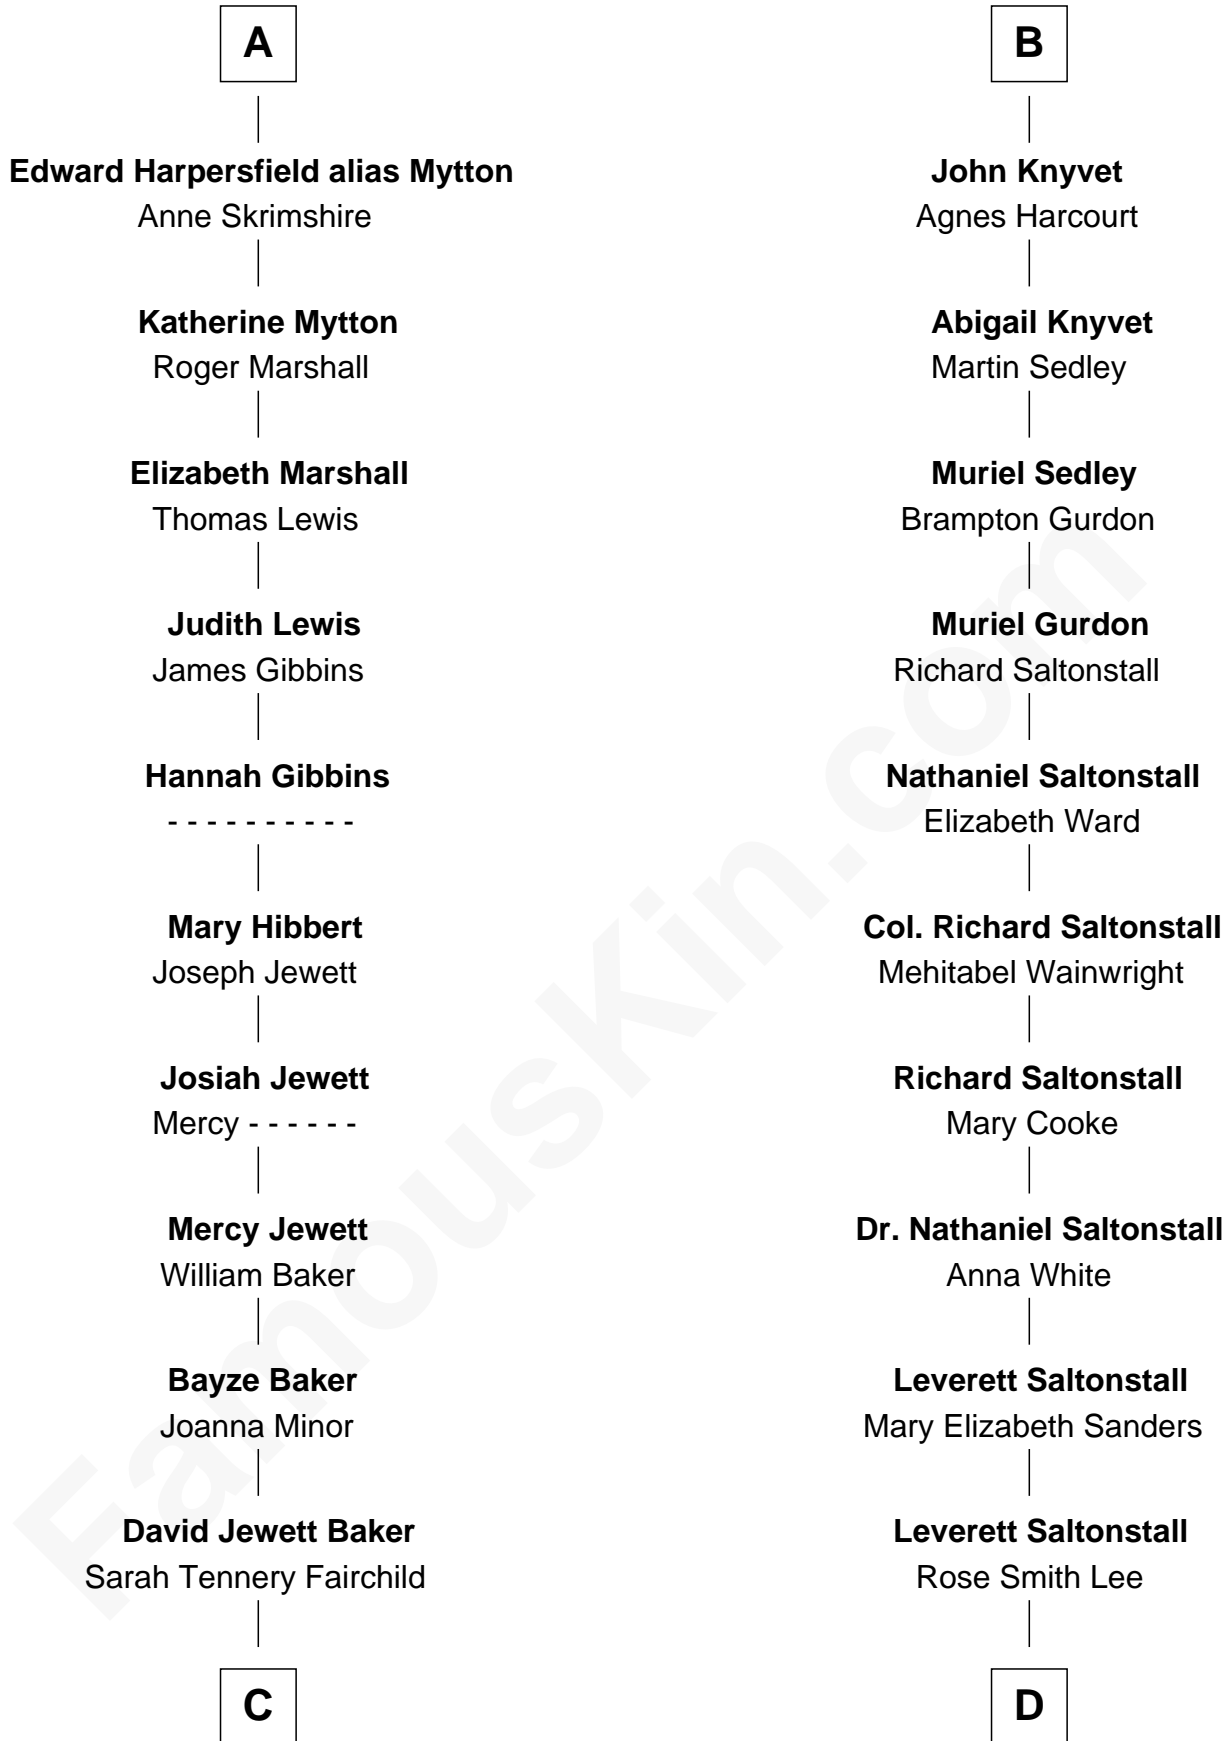 A
Edward Harpersfield alias Mytton
Anne Skrimshire
Katherine Mytton
Roger Marshall
Elizabeth Marshall
Thomas Lewis
Judith Lewis
James Gibbins
Hannah Gibbins
- - - - - - - - - -
Mary Hibbert
Joseph Jewett
Josiah Jewett
Mercy - - - - - -
Mercy Jewett
William Baker
Bayze Baker
Joanna Minor
David Jewett Baker
Sarah Tennery Fairchild
C
B
John Knyvet
Agnes Harcourt
Abigail Knyvet
Martin Sedley
Muriel Sedley
Brampton Gurdon
Muriel Gurdon
Richard Saltonstall
Nathaniel Saltonstall
Elizabeth Ward
Col. Richard Saltonstall
Mehitabel Wainwright
Richard Saltonstall
Mary Cooke
Dr. Nathaniel Saltonstall
Anna White
Leverett Saltonstall
Mary Elizabeth Sanders
Leverett Saltonstall
Rose Smith Lee
D
FamousKin.com